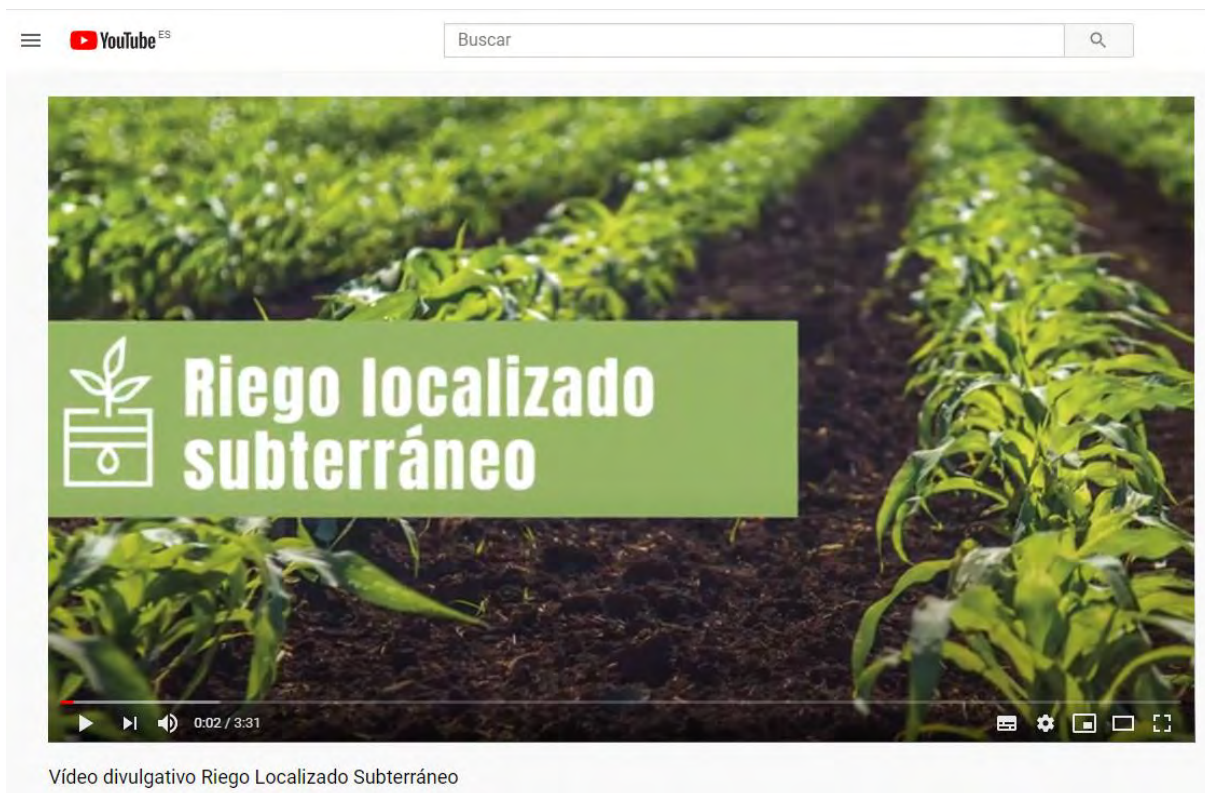 YouTube ES
Buscar
Riego localizado
subterráneo
0:02 / 3:31
Vídeo divulgativo Riego Localizado Subterráneo